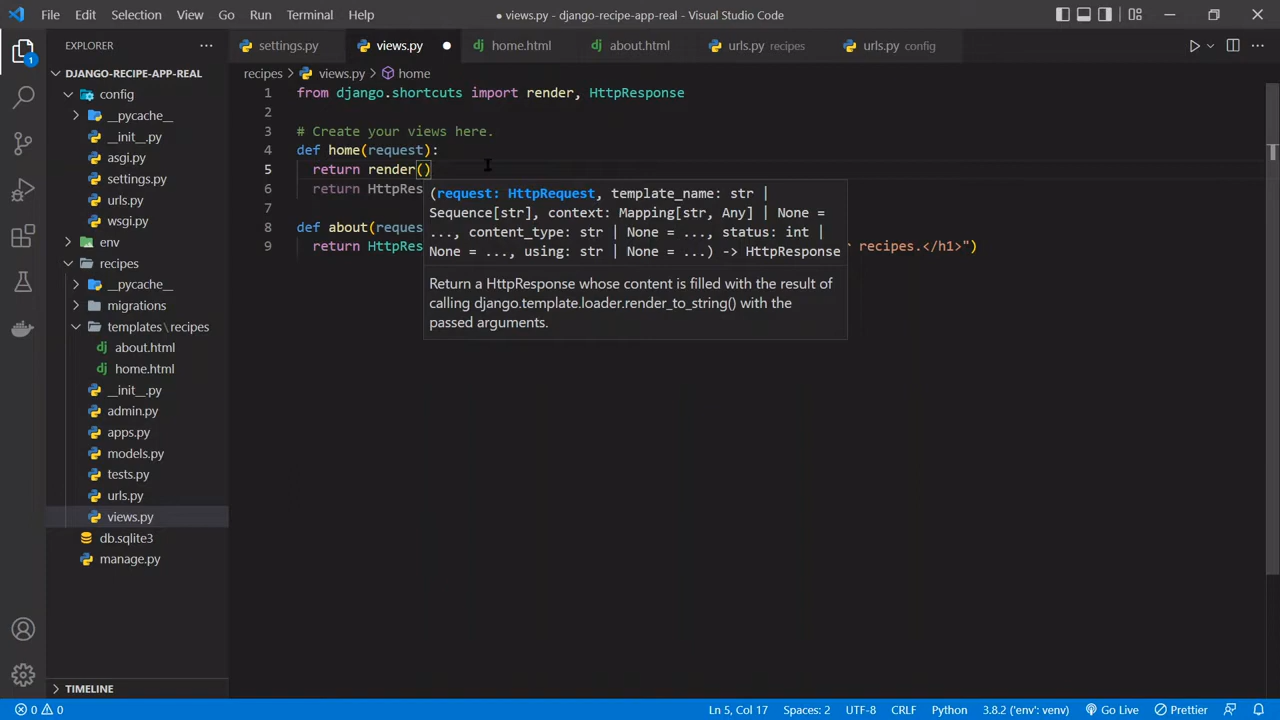 File Edit Selection View Go Run Terminal Help
● views.py - django-recipe-app-real - Visual Studio Code
EXPLORER
settings.py
views.py
home.html
about.html
urls.py recipes
urls.py config
DJANGO-RECIPE-APP-REAL
config
__pycache__
__init__.py
asgi.py
settings.py
urls.py
wsgi.py
env
recipes
__pycache__
migrations
templates\recipes
about.html
home.html
__init__.py
admin.py
apps.py
models.py
tests.py
urls.py
views.py
db.sqlite3
manage.py
TIMELINE
recipes > views.py > home
1 from django.shortcuts import render, HttpResponse
2
3 # Create your views here.
4 def home(request):
5 return render()
6 return HttpRes
7
8 def about(reques
9 return HttpResp r recipes.</h1>")
(request: HttpRequest, template_name: str |
Sequence[str], context: Mapping[str, Any] | None =
..., content_type: str | None = ..., status: int |
None = ..., using: str | None = ...) -> HttpResponse
Return a HttpResponse whose content is filled with the result of
calling django.template.loader.render_to_string() with the
passed arguments.
1
0 0
Ln 5, Col 17 Spaces: 2 UTF-8 CRLF Python 3.8.2 ('env': venv) Go Live Prettier